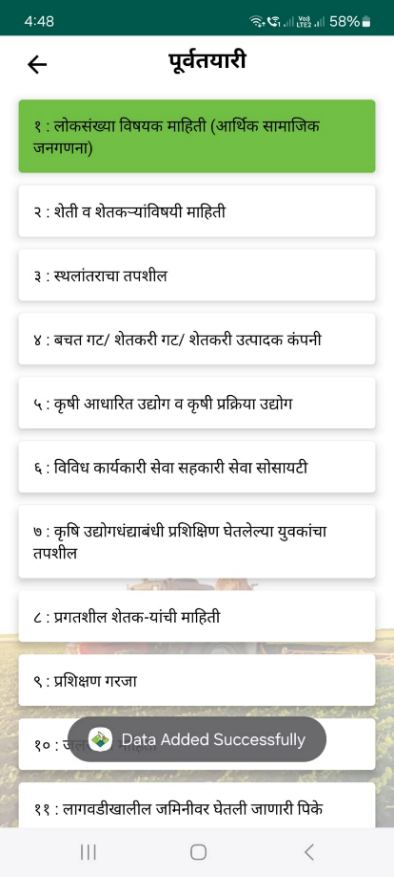 4:48
Vo)) LTE2 58%
पूर्वतयारी
१ : लोकसंख्या विषयक माहिती (आर्थिक सामाजिक
जनगणना)
२ : शेती व शेतकऱ्यांविषयी माहिती
३ : स्थलांतराचा तपशील
४ : बचत गट/ शेतकरी गट/ शेतकरी उत्पादक कंपनी
५ : कृषी आधारित उद्योग व कृषी प्रक्रिया उद्योग
६ : विविध कार्यकारी सेवा सहकारी सेवा सोसायटी
७ : कृषि उद्योगधंद्याबंधी प्रशिक्षिण घेतलेल्या युवकांचा
तपशील
८ : प्रगतशील शेतक-यांची माहिती
९ : प्रशिक्षण गरजा
१० :
Data Added Successfully
११ : लागवडीखालील जमिनीवर घेतली जाणारी पिके